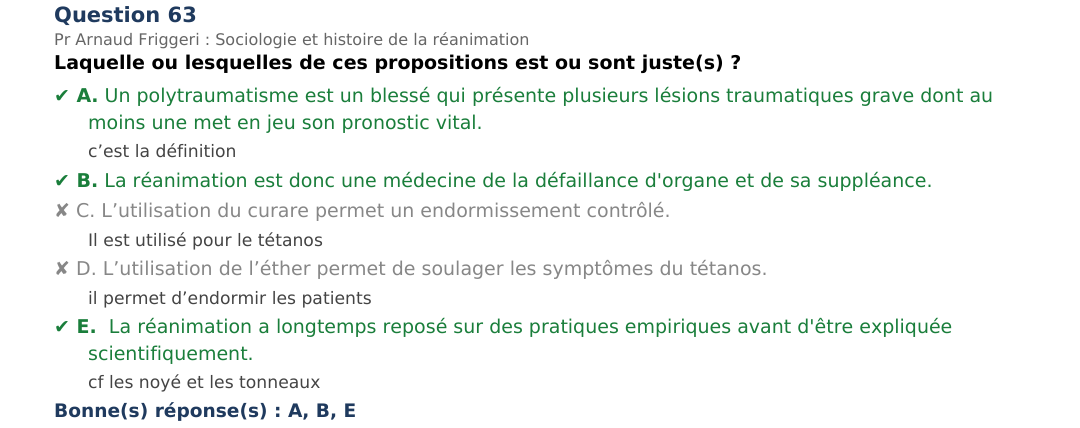 Question 63
Pr Arnaud Friggeri : Sociologie et histoire de la réanimation
Laquelle ou lesquelles de ces propositions est ou sont juste(s) ?
✔ A. Un polytraumatisme est un blessé qui présente plusieurs lésions traumatiques grave dont au
moins une met en jeu son pronostic vital.
c’est la définition
✔ B. La réanimation est donc une médecine de la défaillance d'organe et de sa suppléance.
✘ C. L’utilisation du curare permet un endormissement contrôlé.
Il est utilisé pour le tétanos
✘ D. L’utilisation de l’éther permet de soulager les symptômes du tétanos.
il permet d’endormir les patients
✔ E. La réanimation a longtemps reposé sur des pratiques empiriques avant d'être expliquée
scientifiquement.
cf les noyé et les tonneaux
Bonne(s) réponse(s) : A, B, E